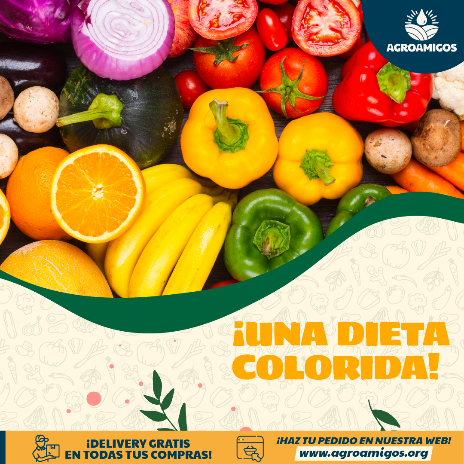 AGROAMIGOS
¡UNA DIETA
COLORIDA!
¡DELIVERY GRATIS
EN TODAS TUS COMPRAS!
¡HAZ TU PEDIDO EN NUESTRA WEB!
www.agroamigos.org